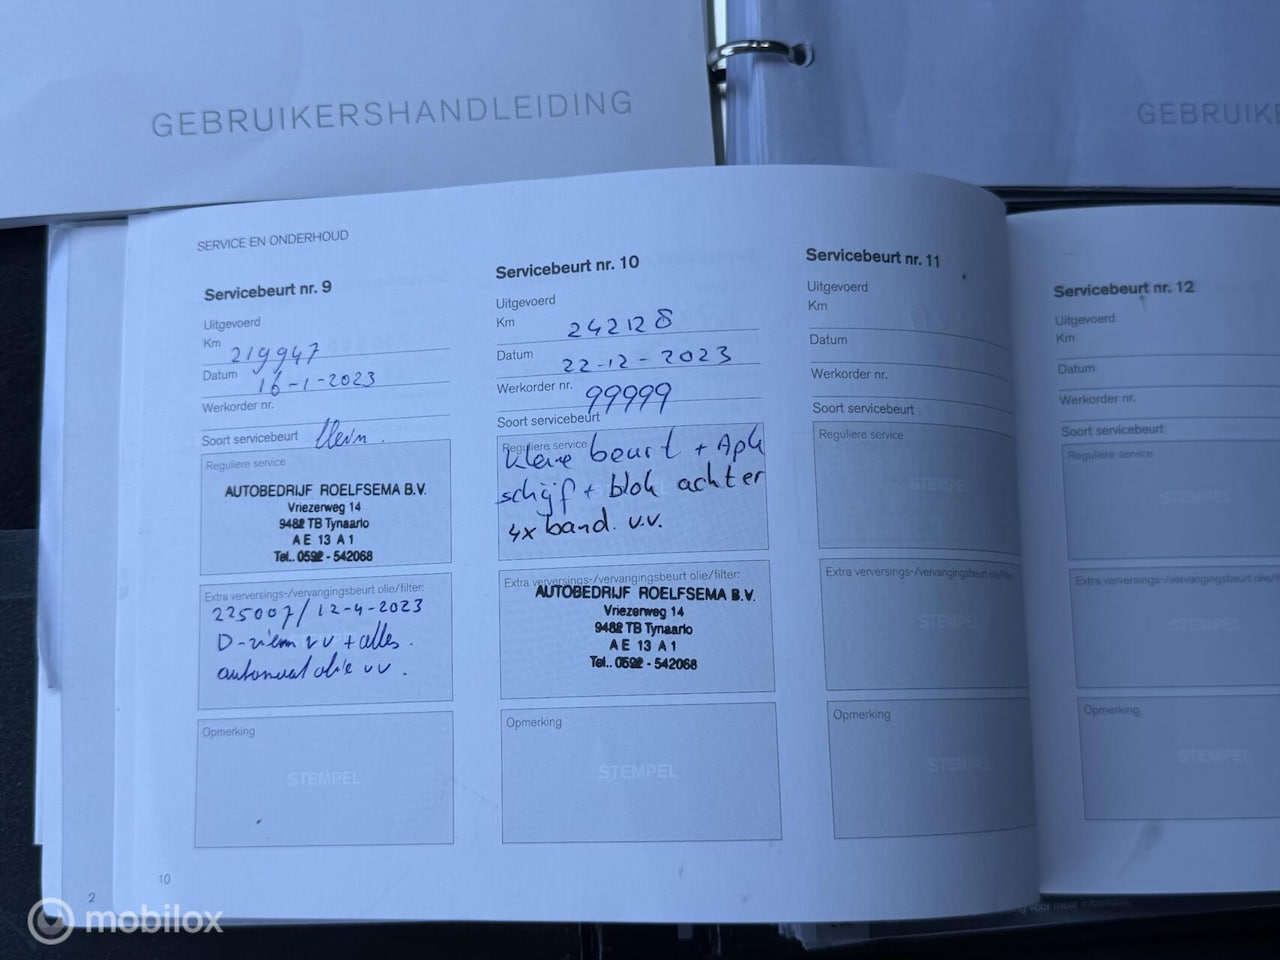 GEBRUIKERSHANDLEIDING
GEBRUIK
SERVICE EN ONDERHOUD
Servicebeurt nr. 9
Uitgevoerd
Km 219947
Datum 16-1-2023
Werkorder nr.
Soort servicebeurt klein.
Reguliere service
AUTOBEDRIJF ROELFSEMA B.V.
Vriezerweg 14
9482 TB Tynaarlo
AE 13 A1
Tel.. 0592 - 542068
Extra verversings-/vervangingsbeurt olie/filter:
225007/12-4-2023
D-riem vv + alles.
automaat olie vv.
Opmerking
STEMPEL
10
Servicebeurt nr. 10
Uitgevoerd
Km 242128
Datum 22-12-2023
Werkorder nr. 99999
Soort servicebeurt
Reguliere service
kleine beurt + Apk
schijf + blok achter
4x band. v.v.
Extra verversings-/vervangingsbeurt olie/filter:
AUTOBEDRIJF ROELFSEMA B.V.
Vriezerweg 14
9482 TB Tynaarlo
AE 13 A1
Tel.. 0592 - 542068
Opmerking
STEMPEL
Servicebeurt nr. 11
Uitgevoerd
Km
Datum
Werkorder nr.
Soort servicebeurt
Reguliere service
STEMPEL
Extra verversings-/vervangingsbeurt olie/filter:
STEMPEL
Opmerking
STEMPEL
Servicebeurt nr. 12
Uitgevoerd
Km
Datum
Werkorder nr.
Soort servicebeurt
Reguliere service
STEMPEL
Extra verversings-/vervangingsbeurt olie
STEMPEL
Opmerking
STEMPEL
2
voor meer informatie.
mobilox